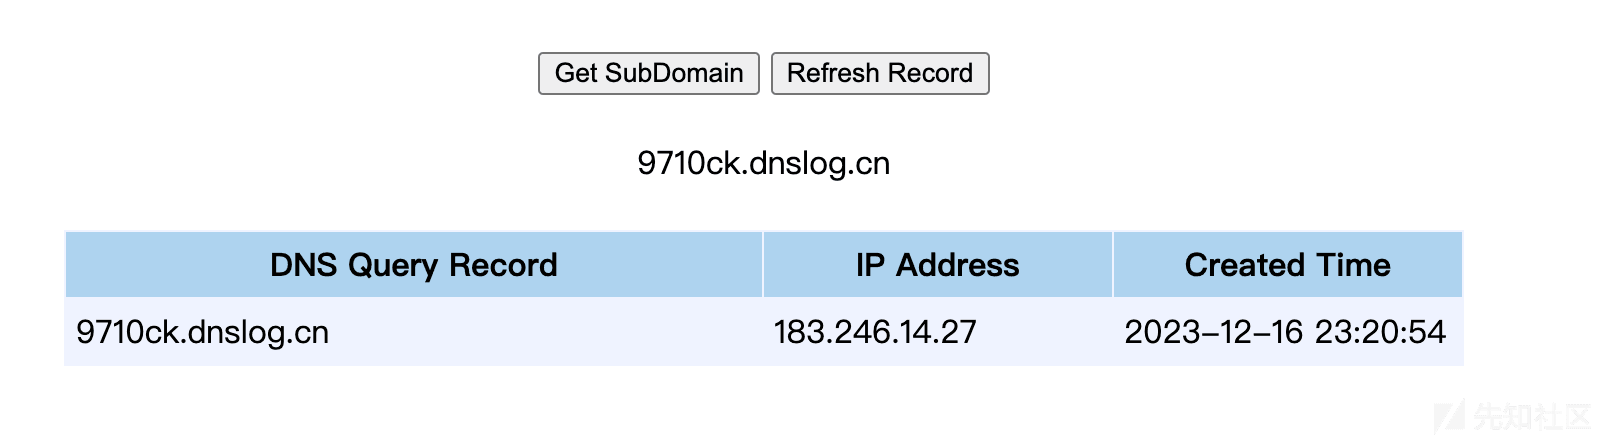 Get SubDomain Refresh Record
9710ck.dnslog.cn
DNS Query Record IP Address Created Time
9710ck.dnslog.cn 183.246.14.27 2023-12-16 23:20:54
先知社区